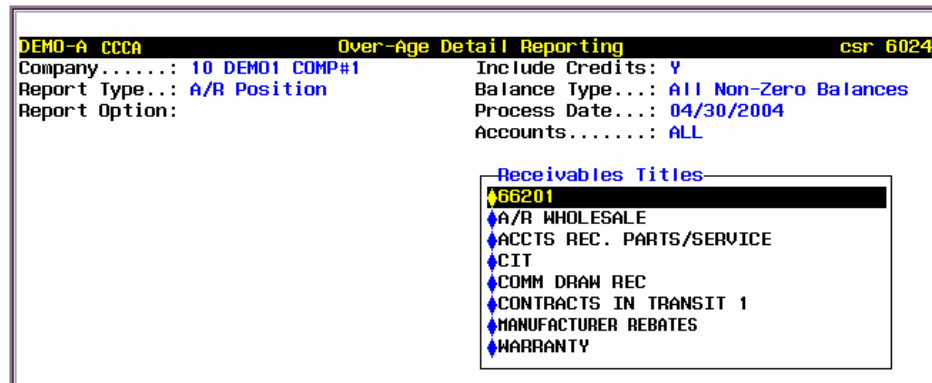 DEMO-A CCCA Over-Age Detail Reporting csr 6024
Company......: 10 DEMO1 COMP#1 Include Credits: Y
Report Type..: A/R Position Balance Type...: All Non-Zero Balances
Report Option: Process Date...: 04/30/2004
Accounts.......: ALL
Receivables Titles
66201
A/R WHOLESALE
ACCTS REC. PARTS/SERVICE
CIT
COMM DRAW REC
CONTRACTS IN TRANSIT 1
MANUFACTURER REBATES
WARRANTY